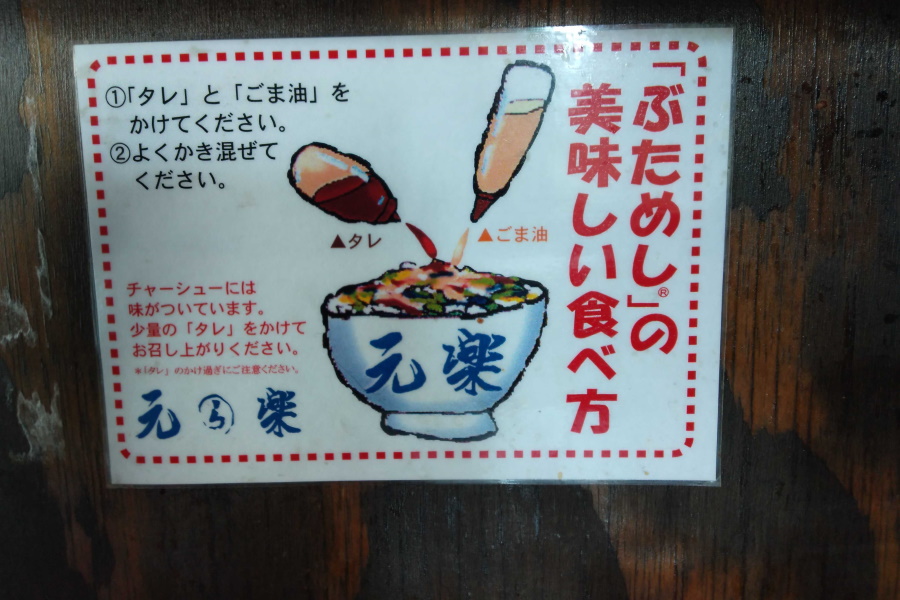 「ぶためし」®の
美味しい食べ方
①「タレ」と「ごま油」を
かけてください。
②よくかき混ぜて
ください。
▲タレ
▲ごま油
チャーシューには
味がついています。
少量の「タレ」をかけて
お召し上がりください。
※「タレ」のかけ過ぎにご注意ください。
元楽
元 楽